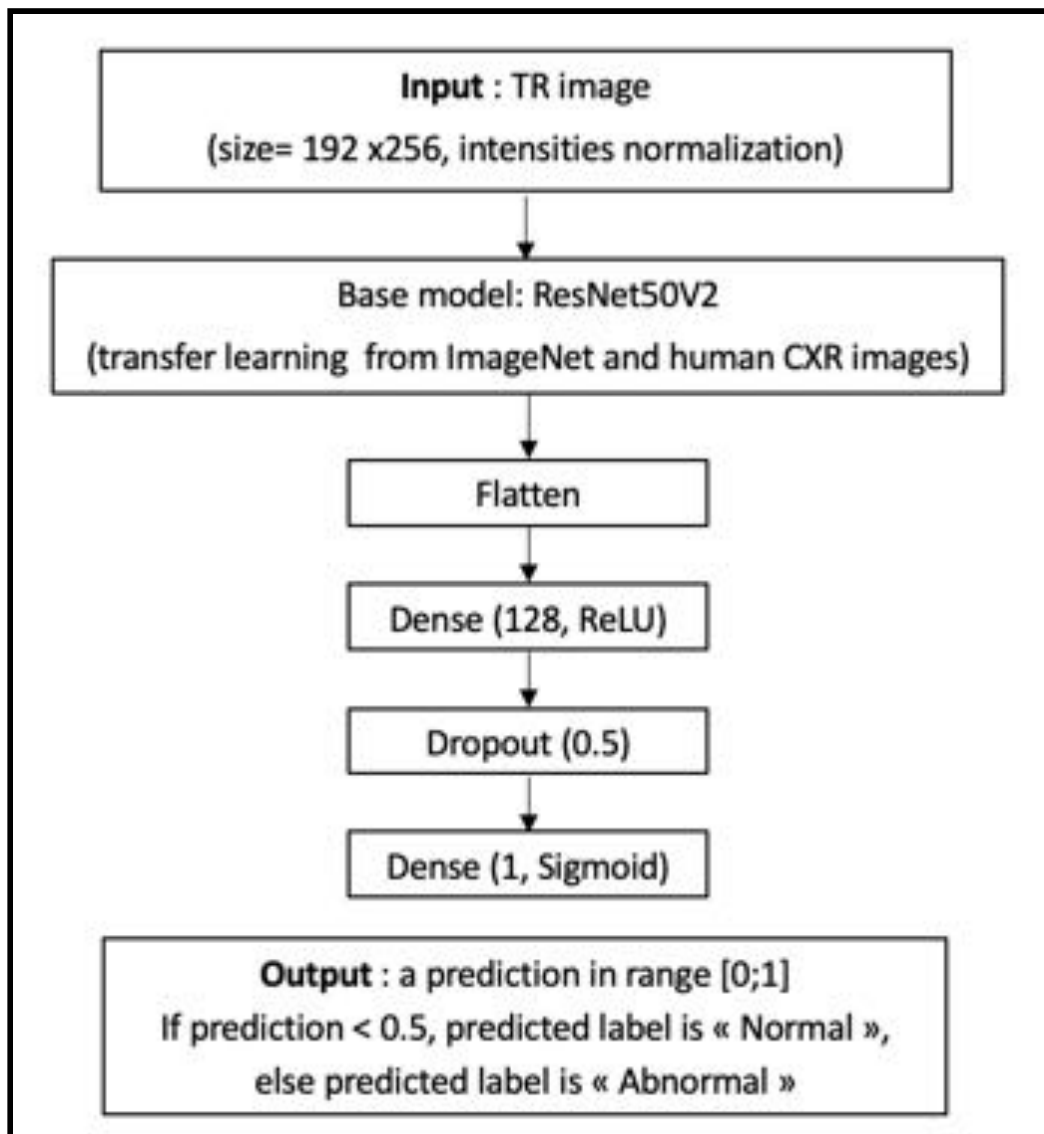 Input : TR image
(size= 192 x256, intensities normalization)
Base model: ResNet50V2
(transfer learning from ImageNet and human CXR images)
Flatten
Dense (128, ReLU)
Dropout (0.5)
Dense (1, Sigmoid)
Output : a prediction in range [0;1]
If prediction < 0.5, predicted label is « Normal »,
else predicted label is « Abnormal »